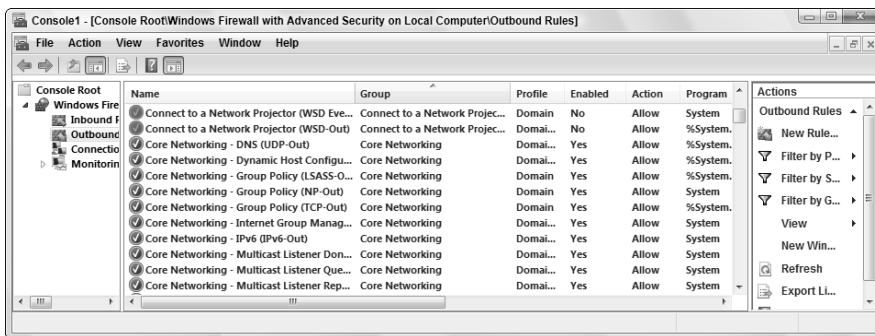 Console1 - [Console Root\Windows Firewall with Advanced Security on Local Computer\Outbound Rules]
File Action View Favorites Window Help
Console Root
Windows Fire
Inbound F
Outbound
Connectio
Monitorin
Name Group Profile Enabled Action Program
Connect to a Network Projector (WSD Eve... Connect to a Network Projec... Domain No Allow System
Connect to a Network Projector (WSD-Out) Connect to a Network Projec... Domain No Allow %System.
Core Networking - DNS (UDP-Out) Core Networking Domai... Yes Allow %System.
Core Networking - Dynamic Host Configu... Core Networking Domai... Yes Allow %System.
Core Networking - Group Policy (LSASS-O... Core Networking Domain Yes Allow %System.
Core Networking - Group Policy (NP-Out) Core Networking Domain Yes Allow System
Core Networking - Group Policy (TCP-Out) Core Networking Domain Yes Allow %System.
Core Networking - Internet Group Manag... Core Networking Domai... Yes Allow System
Core Networking - IPv6 (IPv6-Out) Core Networking Domai... Yes Allow System
Core Networking - Multicast Listener Don... Core Networking Domai... Yes Allow System
Core Networking - Multicast Listener Que... Core Networking Domai... Yes Allow System
Core Networking - Multicast Listener Rep... Core Networking Domai... Yes Allow System
Actions
Outbound Rules
New Rule...
Filter by P...
Filter by S...
Filter by G...
View
New Win...
Refresh
Export Li...